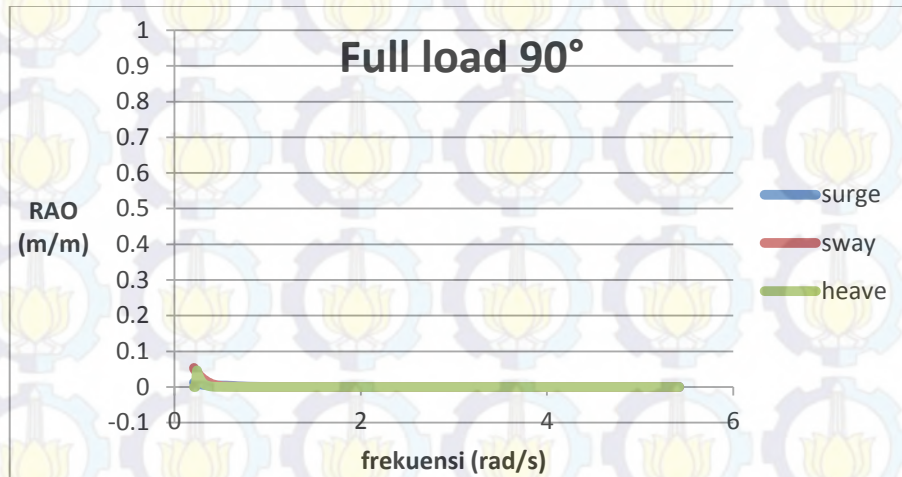 Full load 90°
1
0.9
0.8
0.7
0.6
0.5
0.4
0.3
0.2
0.1
0
-0.1
RAO
(m/m)
0
2
4
6
frekuensi (rad/s)
surge
sway
heave